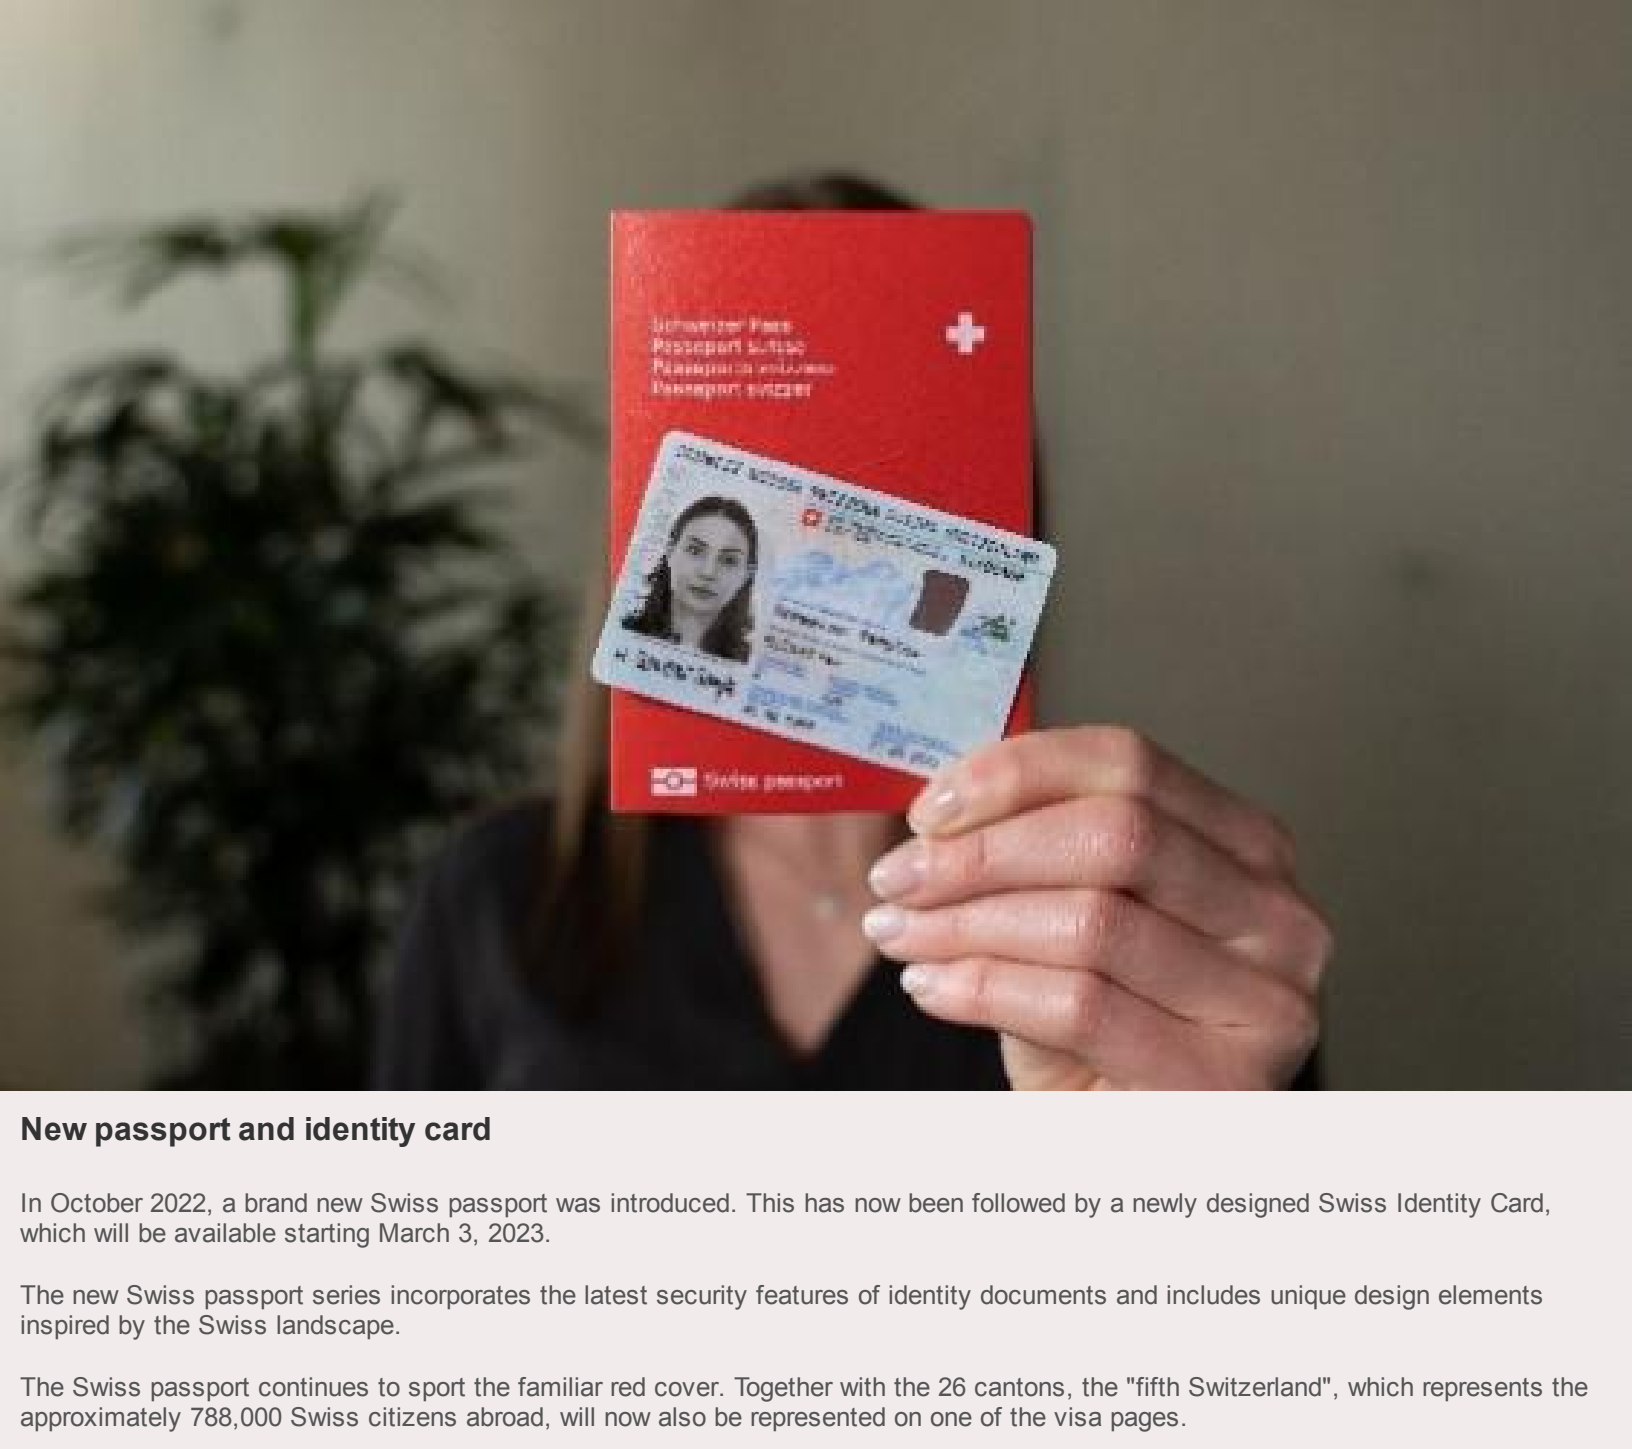 Schweizer Pass
Passeport suisse
Passaporto svizzero
Passaport svizzer
Swiss passport
New passport and identity card
In October 2022, a brand new Swiss passport was introduced. This has now been followed by a newly designed Swiss Identity Card,
which will be available starting March 3, 2023.
The new Swiss passport series incorporates the latest security features of identity documents and includes unique design elements
inspired by the Swiss landscape.
The Swiss passport continues to sport the familiar red cover. Together with the 26 cantons, the "fifth Switzerland", which represents the
approximately 788,000 Swiss citizens abroad, will now also be represented on one of the visa pages.